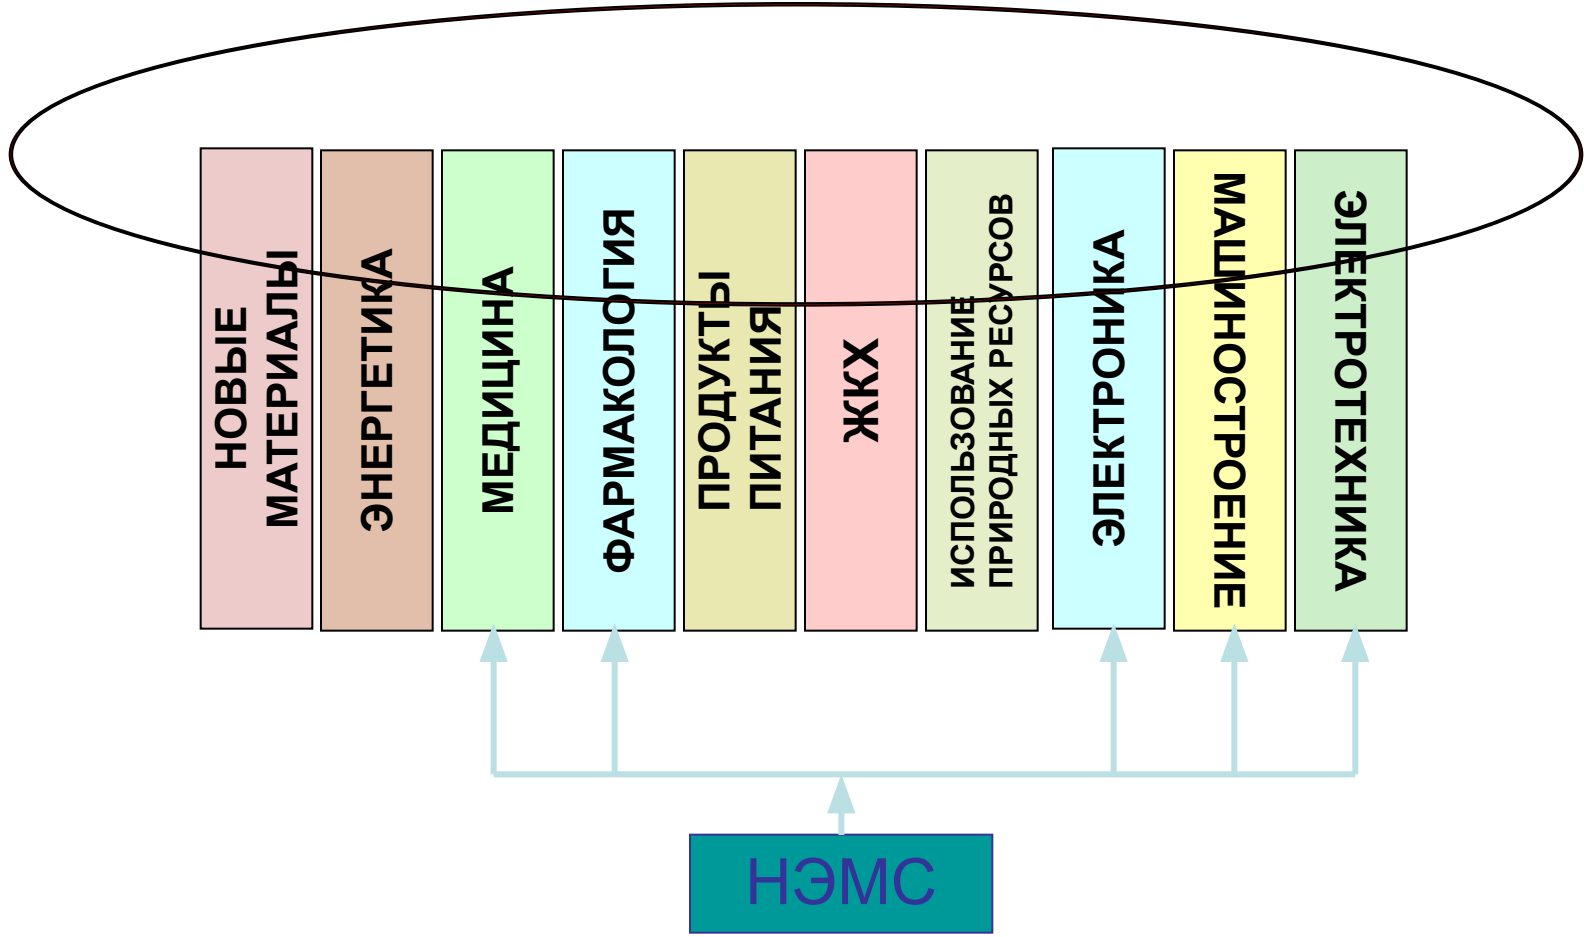 НОВЫЕ
МАТЕРИАЛЫ
ЭНЕРГЕТИКА
МЕДИЦИНА
ФАРМАКОЛОГИЯ
ПРОДУКТЫ
ПИТАНИЯ
ЖКХ
ИСПОЛЬЗОВАНИЕ
ПРИРОДНЫХ РЕСУРСОВ
ЭЛЕКТРОНИКА
МАШИНОСТРОЕНИЕ
ЭЛЕКТРОТЕХНИКА
НЭМС